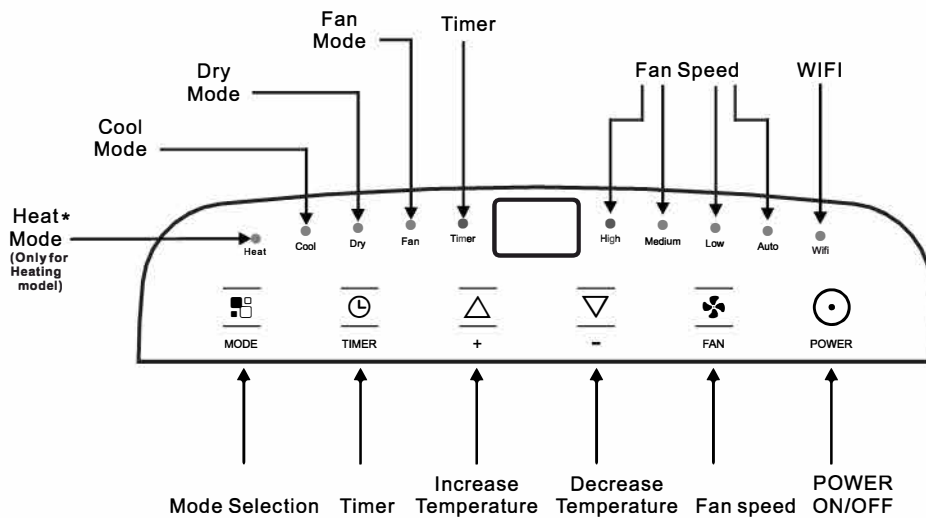 Fan
Mode
Timer
Fan Speed
WIFI
Dry
Mode
Cool
Mode
Heat*
Mode
(Only for
Heating
model)
Heat
Cool
Dry
Fan
Timer
High
Medium
Low
Auto
Wifi
MODE
TIMER
+
-
FAN
POWER
Mode Selection
Timer
Increase
Temperature
Decrease
Temperature
Fan speed
POWER
ON/OFF